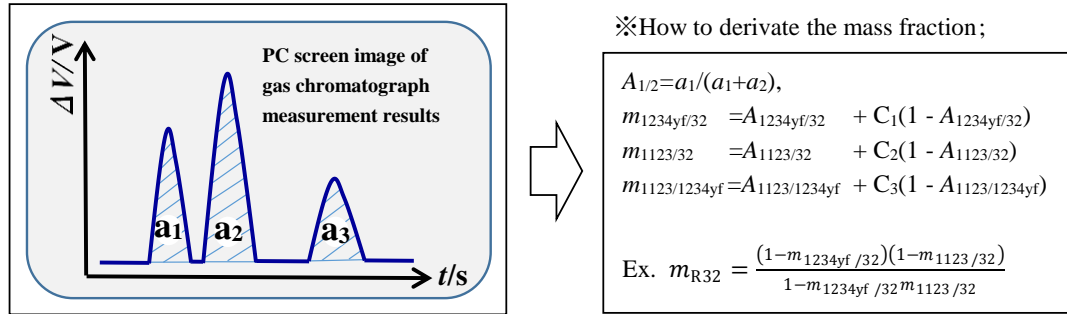 ΔV/V
PC screen image of
gas chromatograph
measurement results
a1
a2
a3
t/s
※How to derivate the mass fraction;
A1/2=a1/(a1+a2),
m1234yf/32 =A1234yf/32 + C1(1 - A1234yf/32)
m1123/32 =A1123/32 + C2(1 - A1123/32)
m1123/1234yf=A1123/1234yf + C3(1 - A1123/1234yf)
Ex. mR32 = (1−m1234yf /32)(1−m1123 /32)
1−m1234yf /32m1123 /32